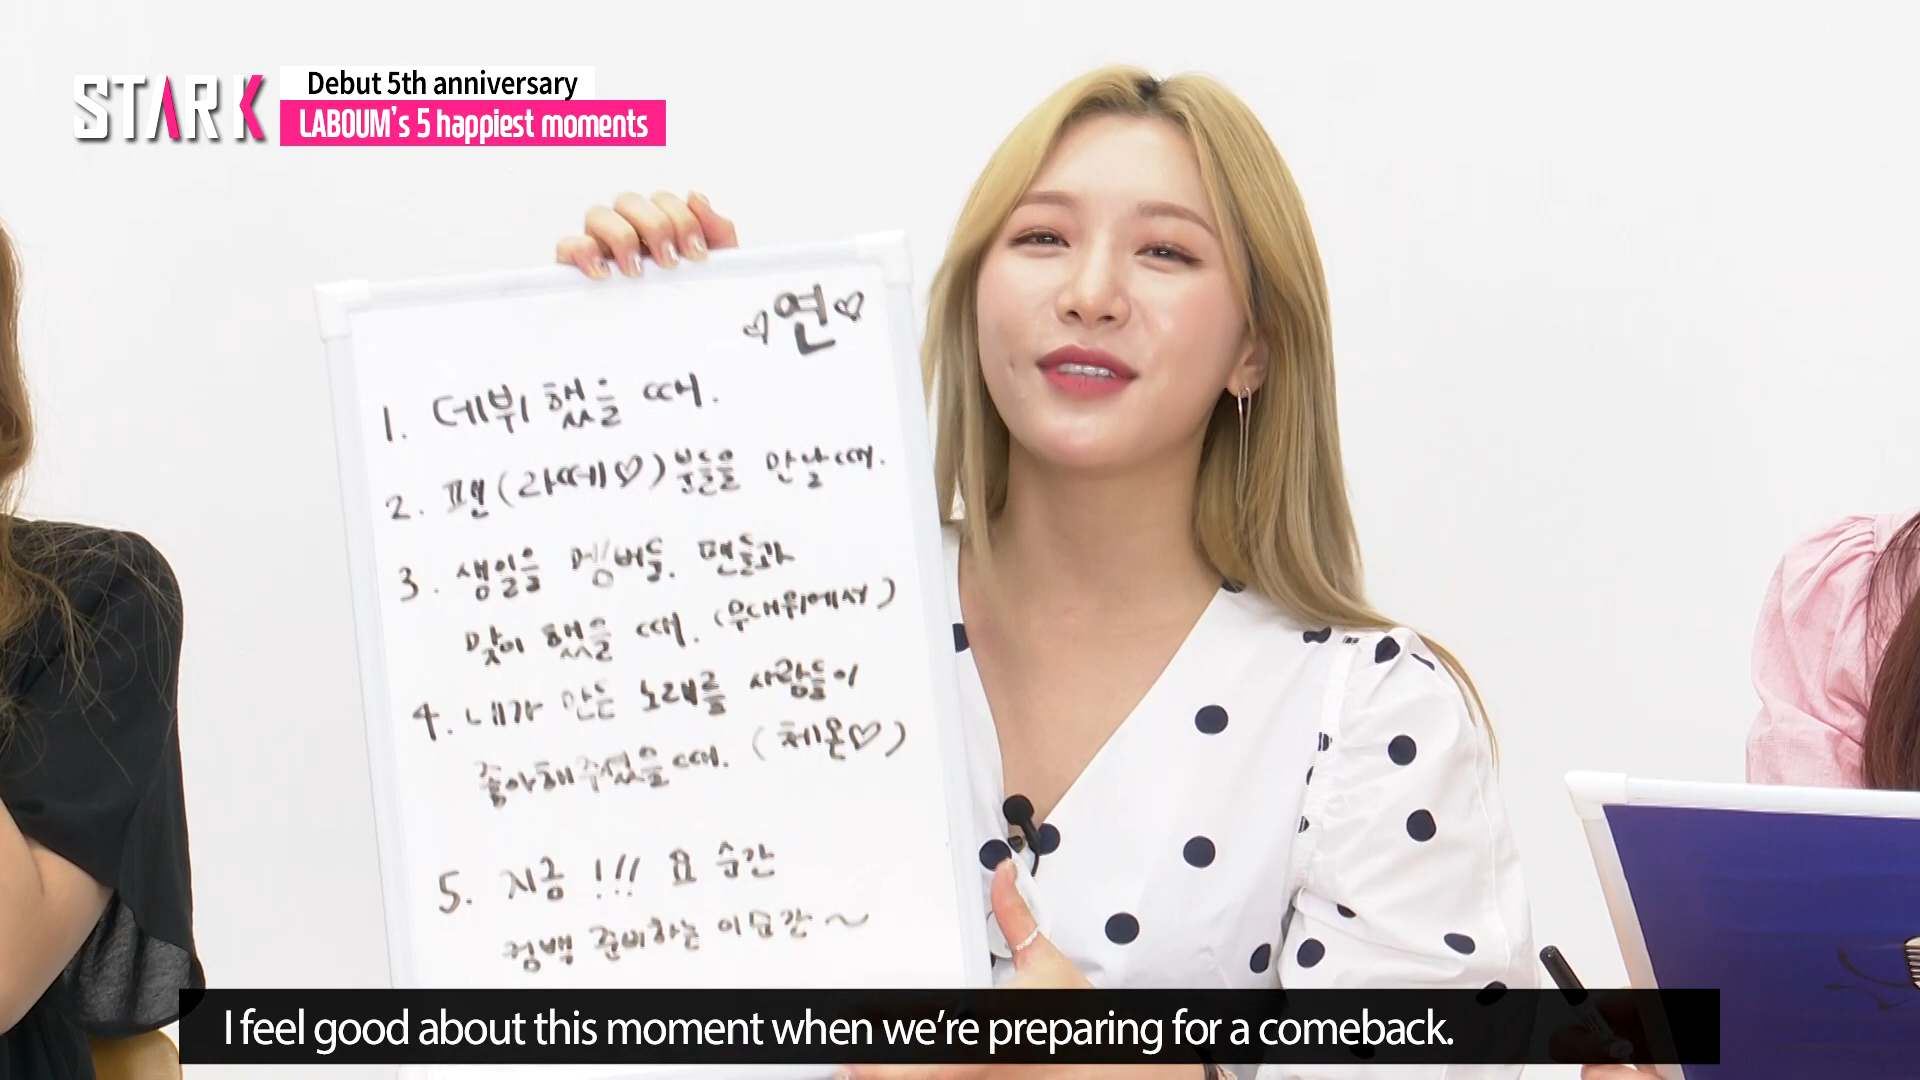 STARK
Debut 5th anniversary
LABOUM's 5 happiest moments
♡연♡
1. 데뷔 했을 때.
2. 팬(라떼♡)분들을 만날때.
3. 생일을 멤버들. 팬들과
맞이 했을 때. (무대위에서)
4. 내가 만든 노래를 사람들이
좋아해주셨을때. (체온♡)
5. 지금!!! 요 순간
컴백 준비하는 이순간~
I feel good about this moment when we're preparing for a comeback.